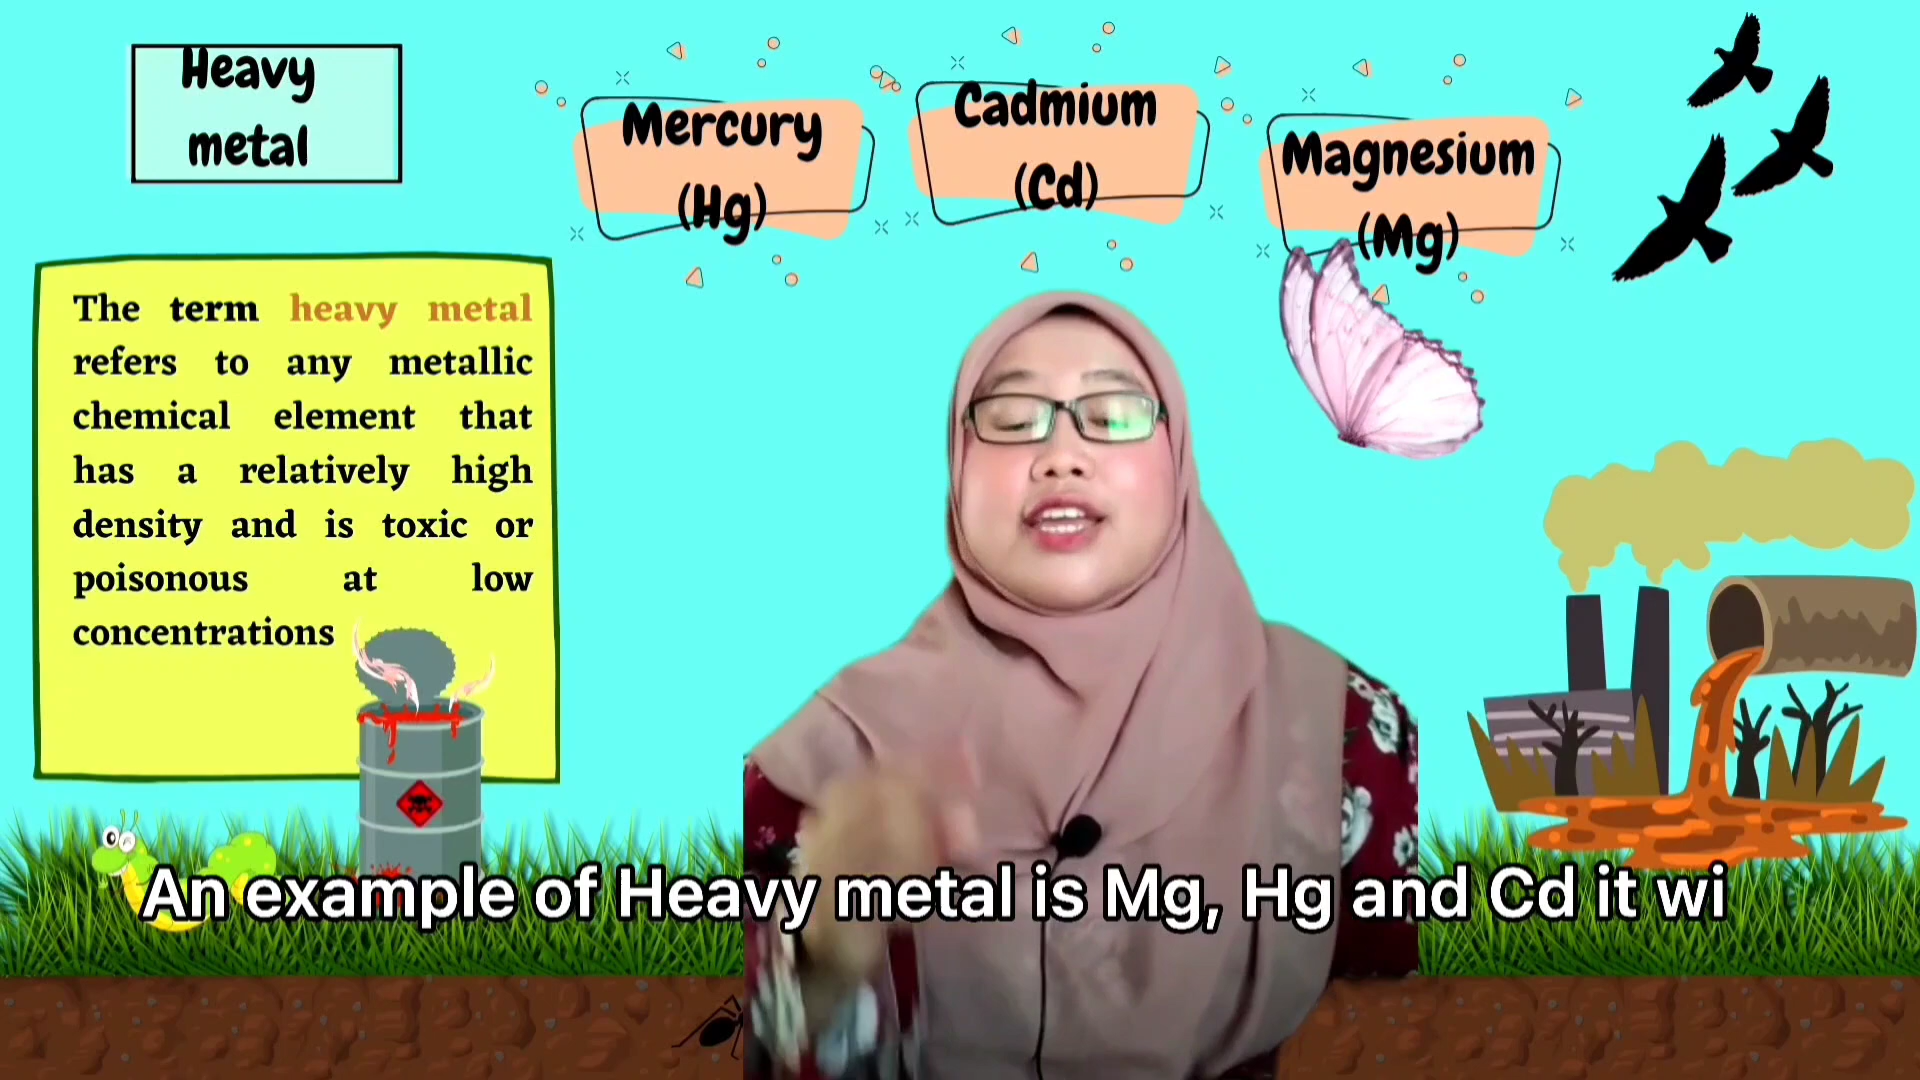 Heavy
metal
Mercury
(Hg)
Cadmium
(Cd)
Magnesium
(Mg)
The term heavy metal
refers to any metallic
chemical element that
has a relatively high
density and is toxic or
poisonous at low
concentrations
An example of Heavy metal is Mg, Hg and Cd it wi